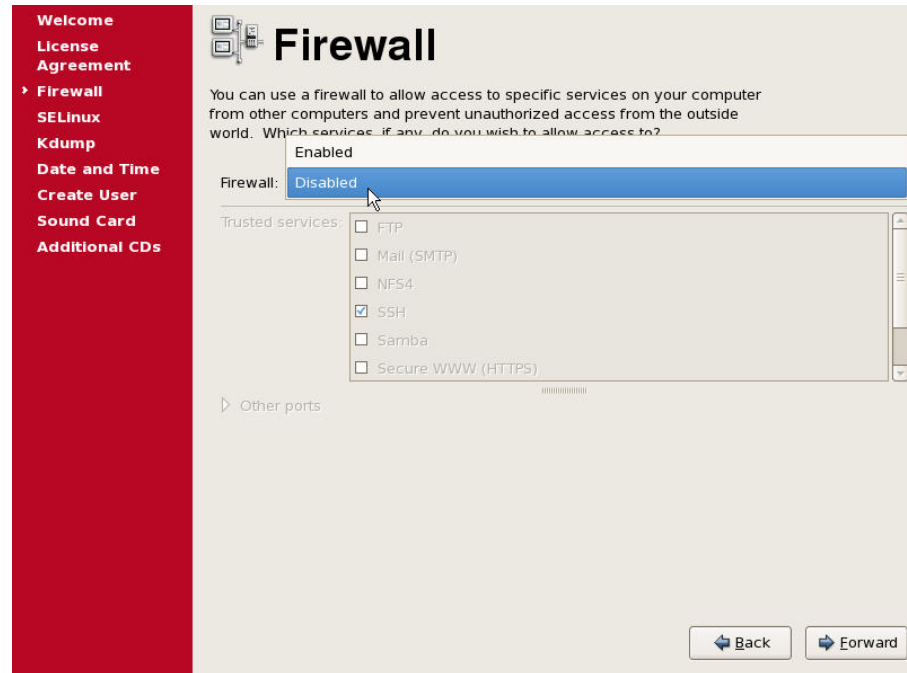 Welcome
License
Agreement
Firewall
SELinux
Kdump
Date and Time
Create User
Sound Card
Additional CDs
Firewall
You can use a firewall to allow access to specific services on your computer
from other computers and prevent unauthorized access from the outside
world. Which services, if any, do you wish to allow access to?
Enabled
Firewall: Disabled
Trusted services:
FTP
Mail (SMTP)
NFS4
SSH
Samba
Secure WWW (HTTPS)
Other ports
Back
Forward